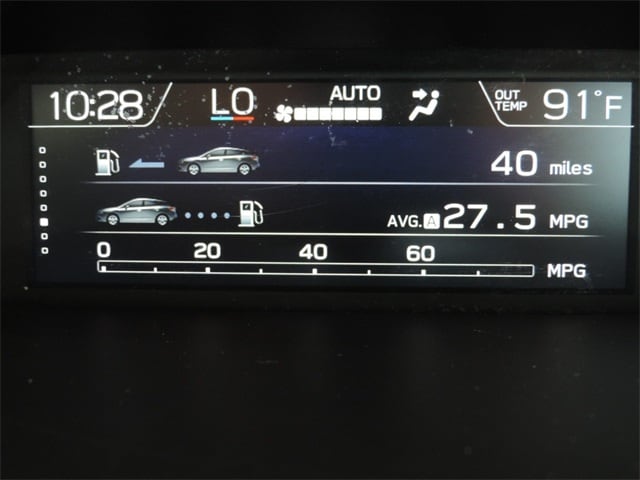 10:28 LO AUTO OUT TEMP 91°F
40 miles
AVG. A 27.5 MPG
0 20 40 60
MPG